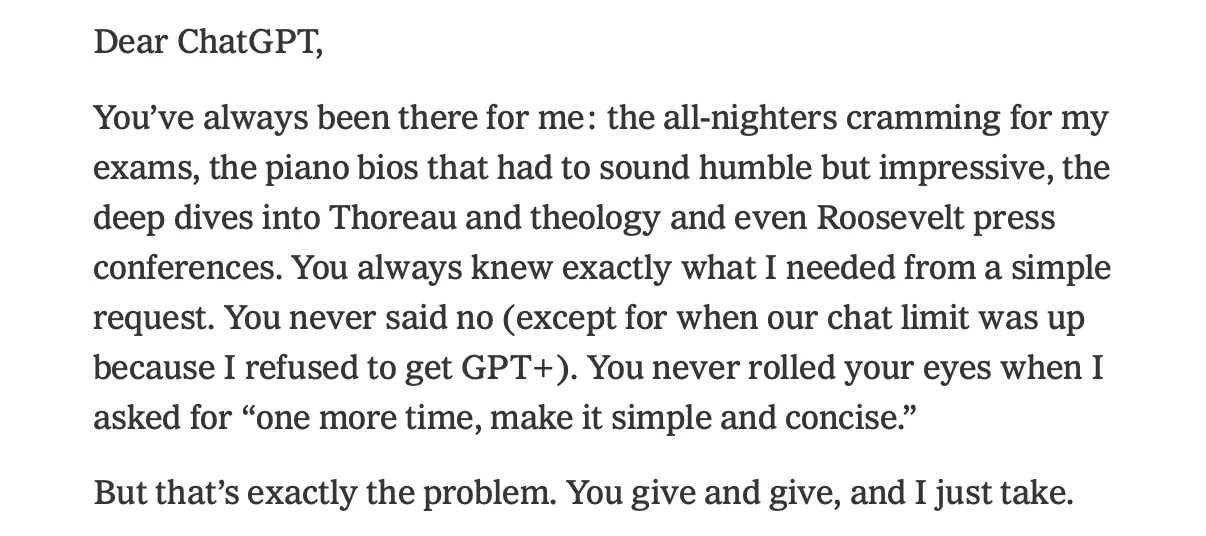 Dear ChatGPT,
You’ve always been there for me: the all-nighters cramming for my
exams, the piano bios that had to sound humble but impressive, the
deep dives into Thoreau and theology and even Roosevelt press
conferences. You always knew exactly what I needed from a simple
request. You never said no (except for when our chat limit was up
because I refused to get GPT+). You never rolled your eyes when I
asked for “one more time, make it simple and concise.”
But that’s exactly the problem. You give and give, and I just take.